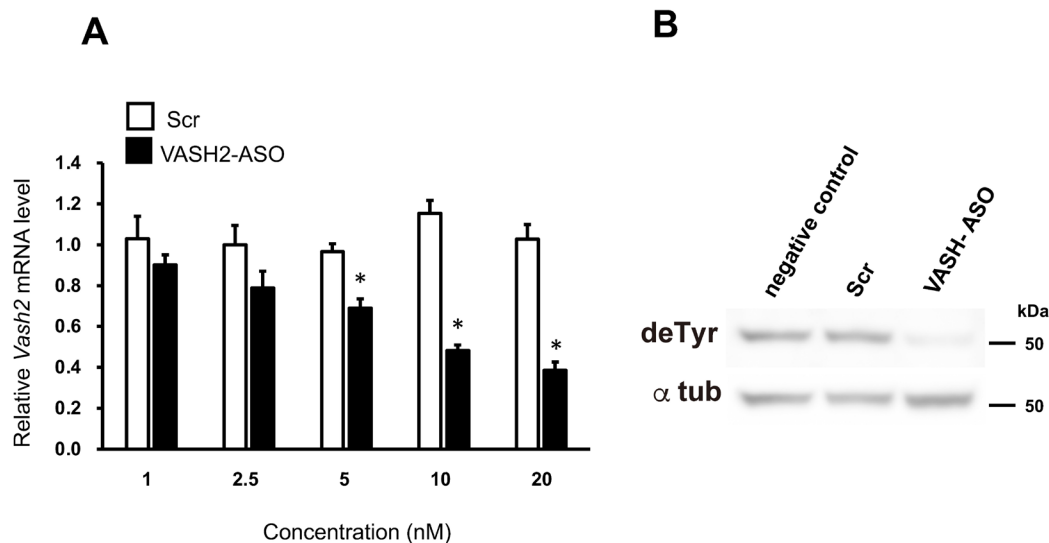 A
Scr
VASH2-ASO
Relative Vash2 mRNA level
1.4
1.2
1.0
0.8
0.6
0.4
0.2
0.0
*
*
*
1 2.5 5 10 20
Concentration (nM)
B
negative control
Scr
VASH- ASO
kDa
deTyr
50
α tub
50